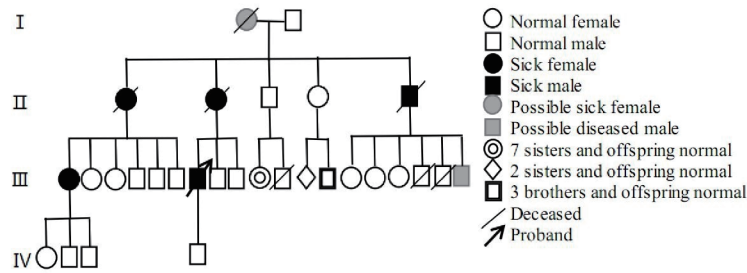 I
II
III
IV
Normal female
Normal male
Sick female
Sick male
Possible sick female
Possible diseased male
7 sisters and offspring normal
2 sisters and offspring normal
3 brothers and offspring normal
Deceased
Proband